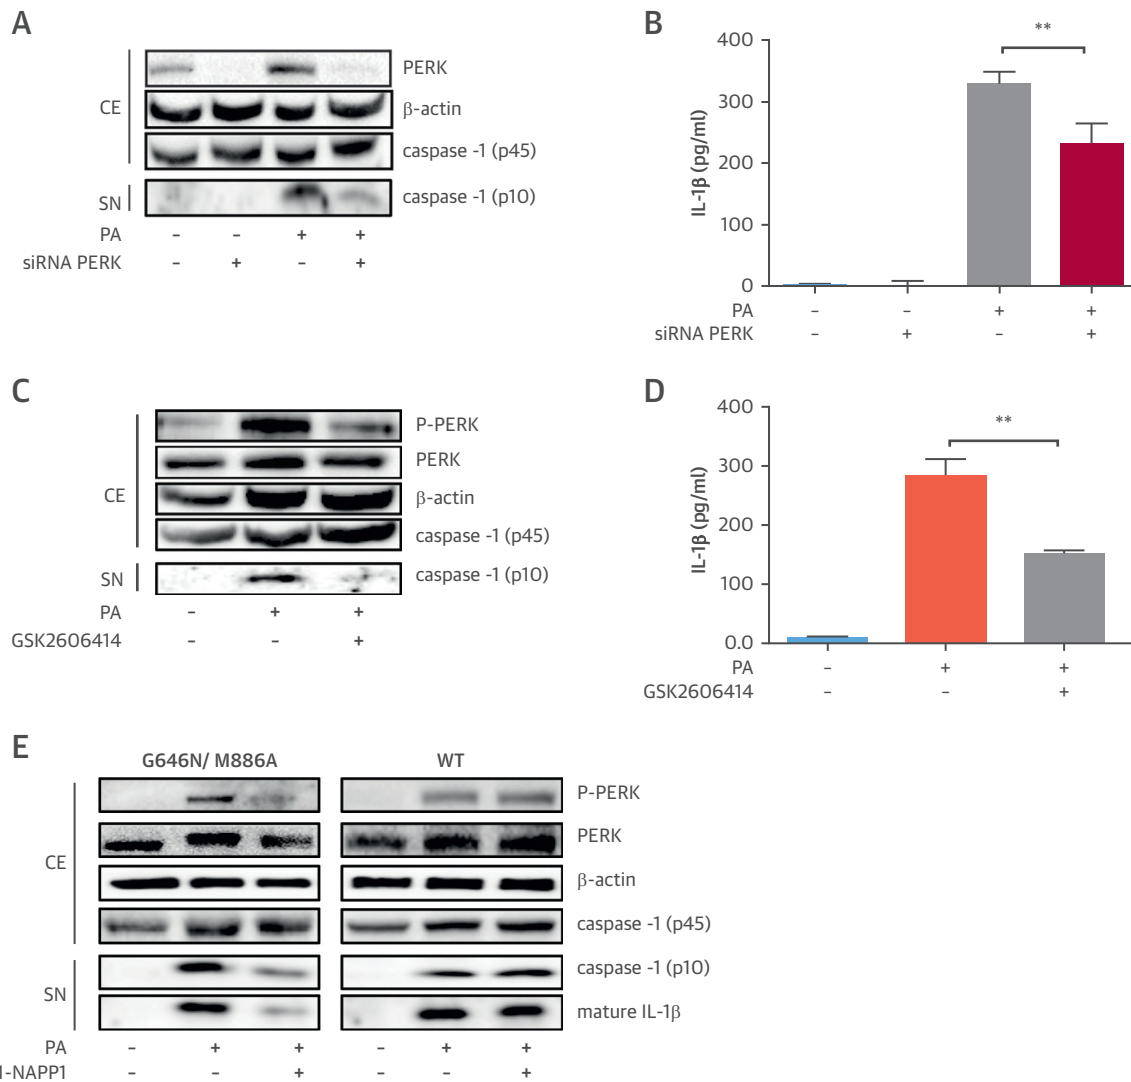 A
CE
PERK
β-actin
caspase -1 (p45)
SN
caspase -1 (p10)
PA – – + +
siRNA PERK – + – +
B
**
IL-1β (pg/ml)
400
300
200
100
0
PA – – + +
siRNA PERK – + – +
C
CE
P-PERK
PERK
β-actin
caspase -1 (p45)
SN
caspase -1 (p10)
PA – + +
GSK2606414 – – +
D
**
IL-1β (pg/ml)
400
300
200
100
0.0
PA – + +
GSK2606414 – – +
E
G646N/ M886A WT
CE
P-PERK
PERK
β-actin
caspase -1 (p45)
SN
caspase -1 (p10)
mature IL-1β
PA – + + – + +
1-NAPP1 – – + – – +